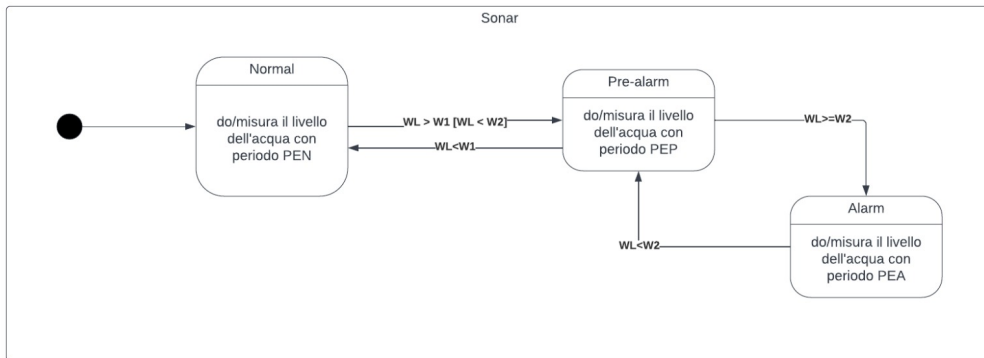 Sonar
Normal
do/misura il livello
dell'acqua con
periodo PEN
WL > W1 [WL < W2]
WL<W1
Pre-alarm
do/misura il livello
dell'acqua con
periodo PEP
WL>=W2
Alarm
do/misura il livello
dell'acqua con
periodo PEA
WL<W2